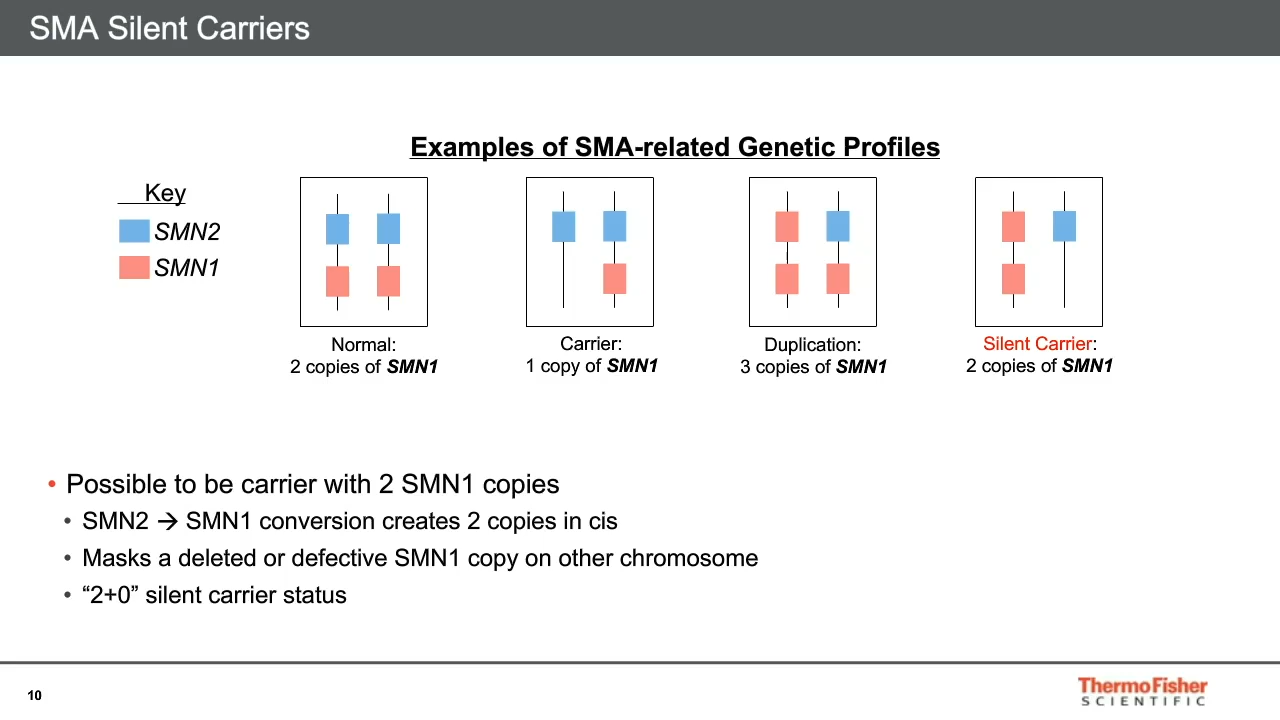 SMA Silent Carriers
Examples of SMA-related Genetic Profiles
Key
SMN2
SMN1
Normal:
2 copies of SMN1
Carrier:
1 copy of SMN1
Duplication:
3 copies of SMN1
Silent Carrier:
2 copies of SMN1
• Possible to be carrier with 2 SMN1 copies
• SMN2 → SMN1 conversion creates 2 copies in cis
• Masks a deleted or defective SMN1 copy on other chromosome
• “2+0” silent carrier status
10
ThermoFisher
SCIENTIFIC